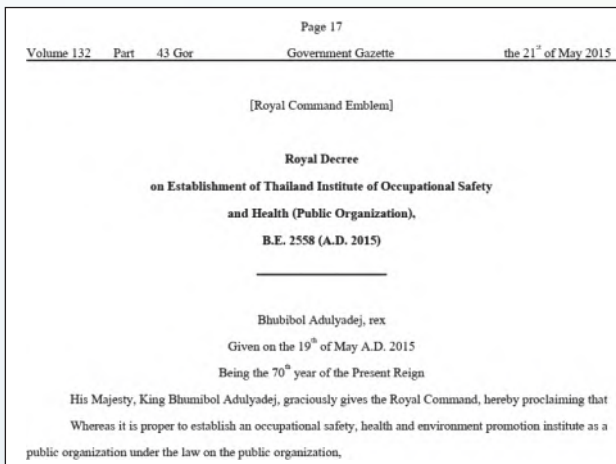 Page 17
Volume 132 Part 43 Gor Government Gazette the 21st of May 2015
[Royal Command Emblem]
Royal Decree
on Establishment of Thailand Institute of Occupational Safety
and Health (Public Organization),
B.E. 2558 (A.D. 2015)
Bhubibol Adulyadej, rex
Given on the 19th of May A.D. 2015
Being the 70th year of the Present Reign
His Majesty, King Bhumibol Adulyadej, graciously gives the Royal Command, hereby proclaiming that
Whereas it is proper to establish an occupational safety, health and environment promotion institute as a
public organization under the law on the public organization,